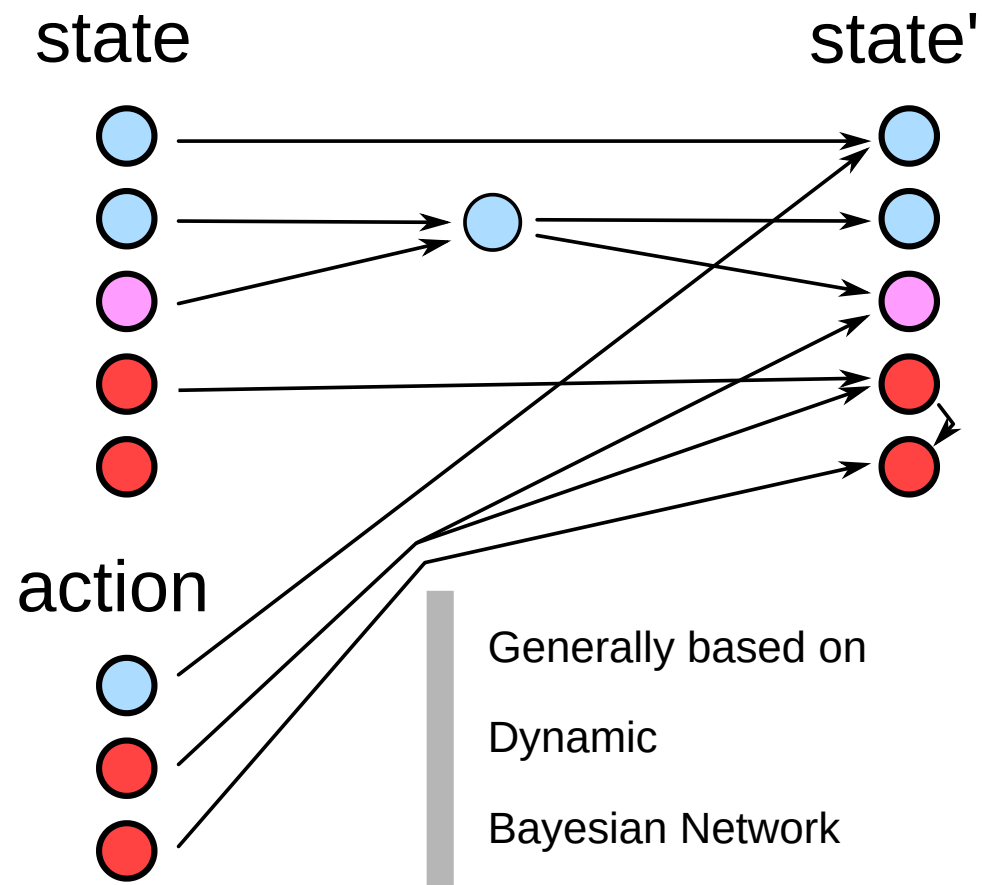 state
state'
action
Generally based on
Dynamic
Bayesian Network